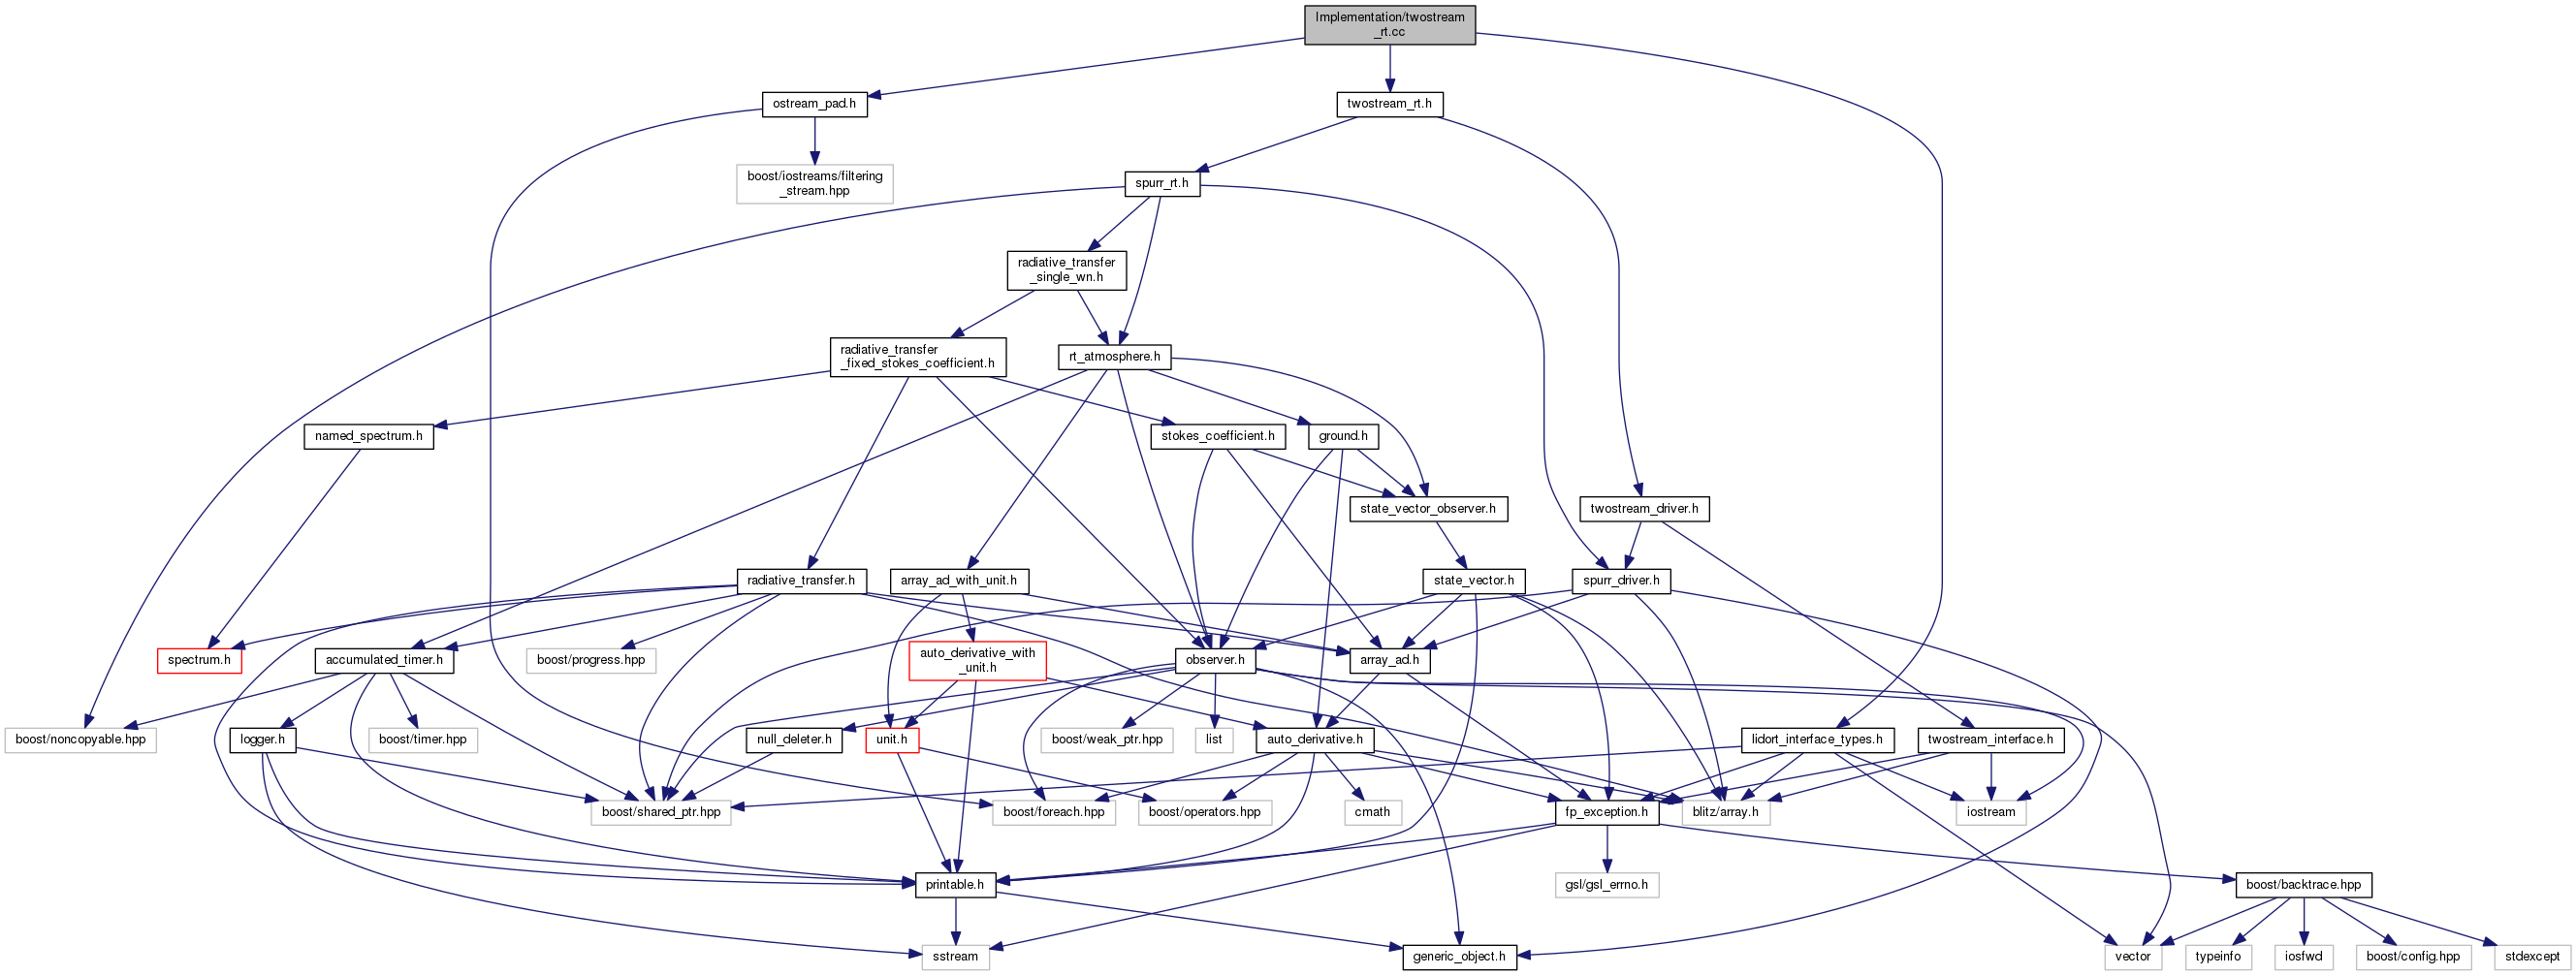 Implementation/twostream
_rt.cc
ostream_pad.h
twostream_rt.h
boost/iostreams/filtering
_stream.hpp
spurr_rt.h
radiative_transfer
_single_wn.h
radiative_transfer
_fixed_stokes_coefficient.h
rt_atmosphere.h
named_spectrum.h
stokes_coefficient.h
ground.h
state_vector_observer.h
twostream_driver.h
radiative_transfer.h
array_ad_with_unit.h
state_vector.h
spurr_driver.h
spectrum.h
accumulated_timer.h
boost/progress.hpp
auto_derivative_with
_unit.h
observer.h
array_ad.h
boost/noncopyable.hpp
logger.h
boost/timer.hpp
null_deleter.h
unit.h
boost/weak_ptr.hpp
list
auto_derivative.h
lidort_interface_types.h
twostream_interface.h
boost/shared_ptr.hpp
boost/foreach.hpp
boost/operators.hpp
cmath
fp_exception.h
blitz/array.h
iostream
printable.h
gsl/gsl_errno.h
boost/backtrace.hpp
sstream
generic_object.h
vector
typeinfo
iosfwd
boost/config.hpp
stdexcept